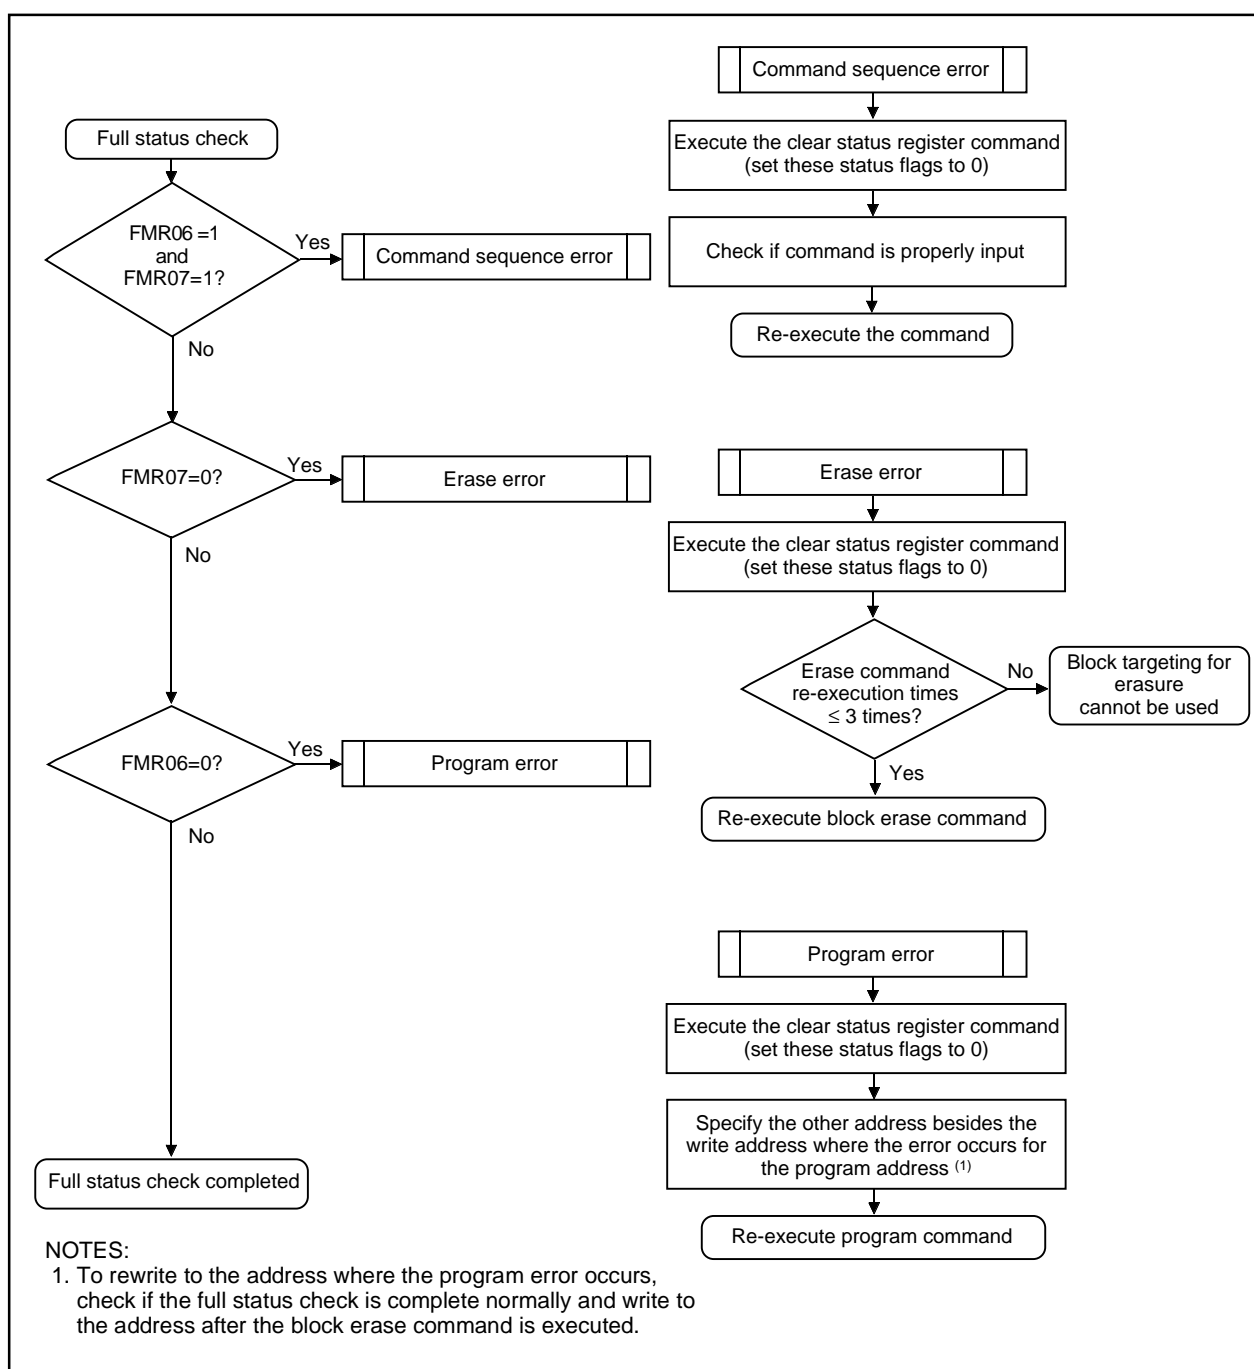 Full status check
FMR06 =1
and
FMR07=1?
Yes
Command sequence error
No
FMR07=0?
Yes
Erase error
No
FMR06=0?
Yes
Program error
No
Full status check completed
Command sequence error
Execute the clear status register command
(set these status flags to 0)
Check if command is properly input
Re-execute the command
Erase error
Execute the clear status register command
(set these status flags to 0)
Erase command
re-execution times
≤ 3 times?
No
Block targeting for
erasure
cannot be used
Yes
Re-execute block erase command
Program error
Execute the clear status register command
(set these status flags to 0)
Specify the other address besides the
write address where the error occurs for
the program address (1)
Re-execute program command
NOTES:
1. To rewrite to the address where the program error occurs,
check if the full status check is complete normally and write to
the address after the block erase command is executed.